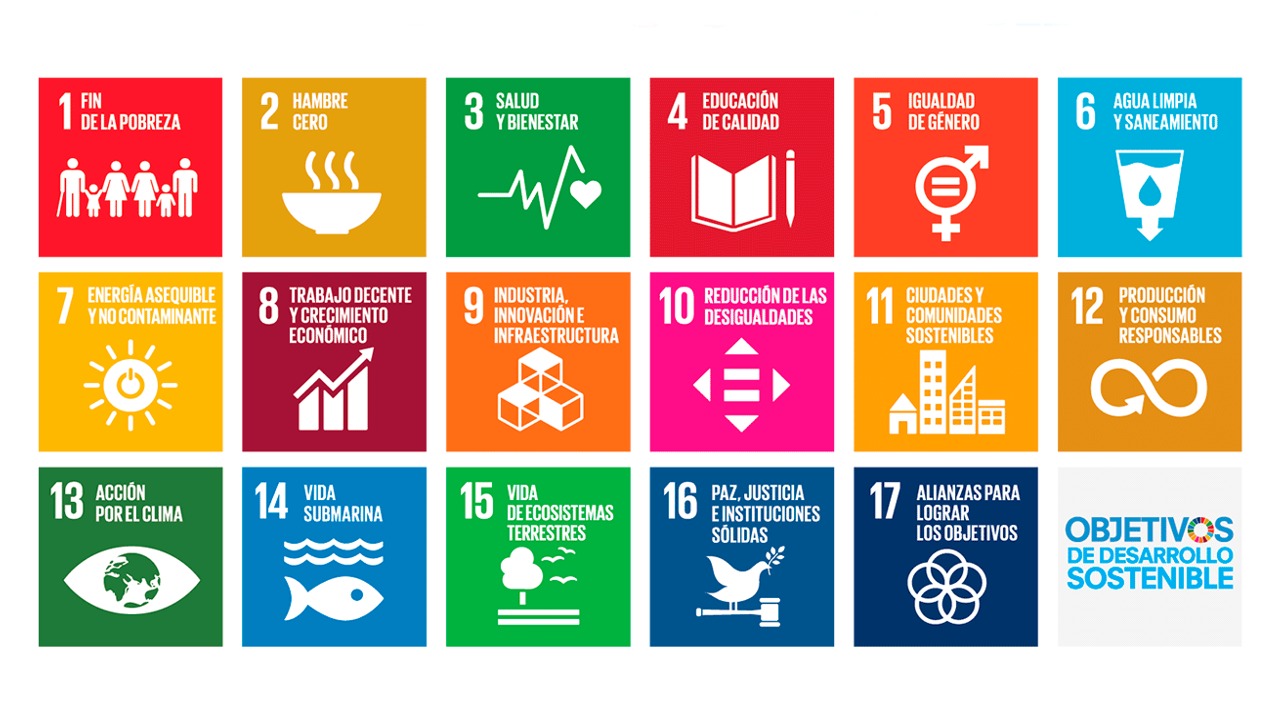 1 FIN
DE LA POBREZA
2 HAMBRE
CERO
3 SALUD
Y BIENESTAR
4 EDUCACIÓN
DE CALIDAD
5 IGUALDAD
DE GÉNERO
6 AGUA LIMPIA
Y SANEAMIENTO
7 ENERGÍA ASEQUIBLE
Y NO CONTAMINANTE
8 TRABAJO DECENTE
Y CRECIMIENTO
ECONÓMICO
9 INDUSTRIA,
INNOVACIÓN E
INFRAESTRUCTURA
10 REDUCCIÓN DE LAS
DESIGUALDADES
11 CIUDADES Y
COMUNIDADES
SOSTENIBLES
12 PRODUCCIÓN
Y CONSUMO
RESPONSABLES
13 ACCIÓN
POR EL CLIMA
14 VIDA
SUBMARINA
15 VIDA
DE ECOSISTEMAS
TERRESTRES
16 PAZ, JUSTICIA
E INSTITUCIONES
SÓLIDAS
17 ALIANZAS PARA
LOGRAR
LOS OBJETIVOS
OBJETIVOS
DE DESARROLLO
SOSTENIBLE